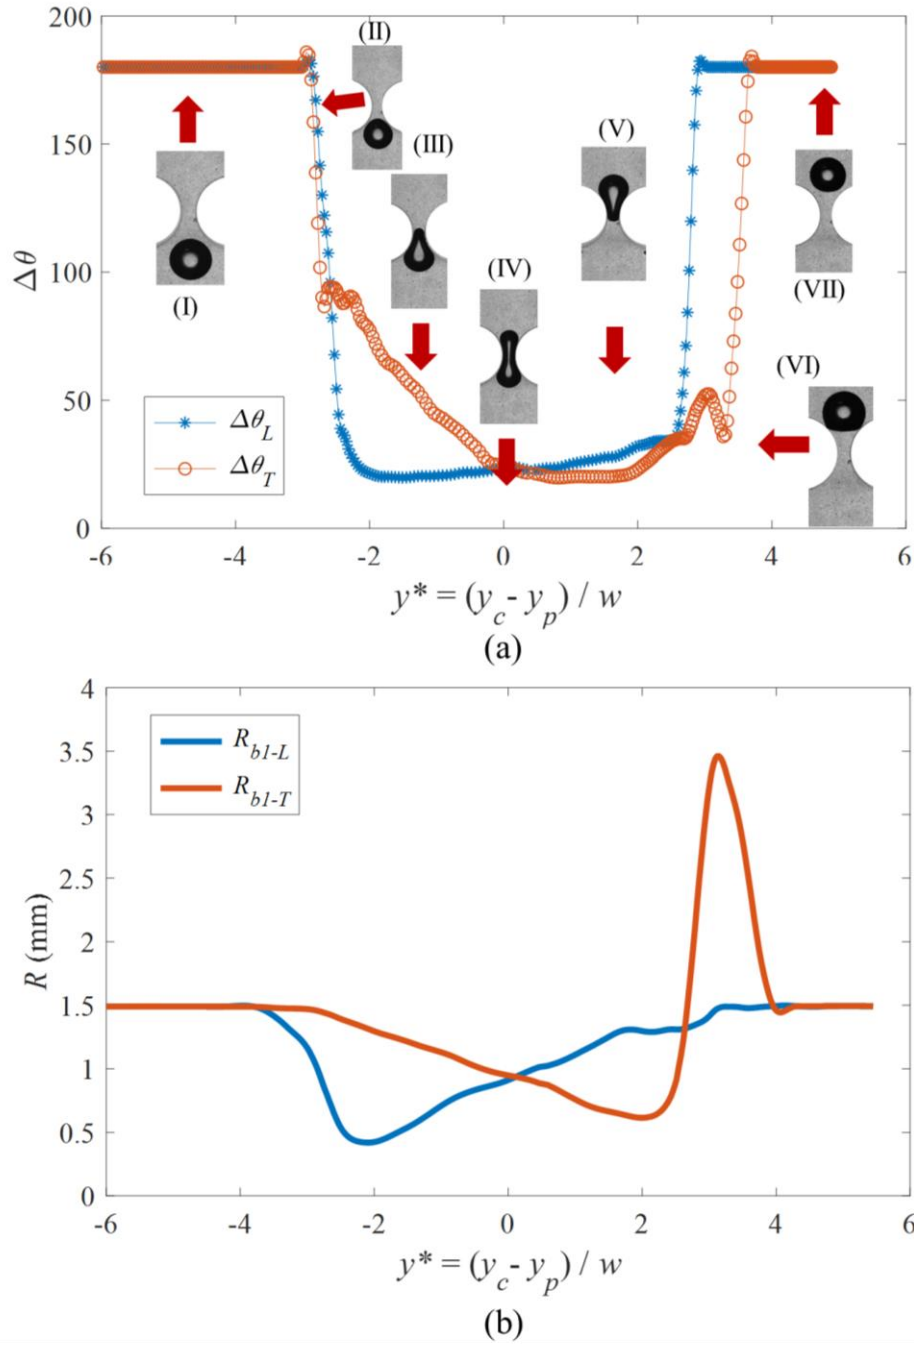 200
150
100
50
0
Δθ
(I)
(II)
(III)
(IV)
(V)
(VI)
(VII)
Δθ_L
Δθ_T
-6 -4 -2 0 2 4 6
y* = (y_c - y_p) / w
(a)
4
3.5
3
2.5
2
1.5
1
0.5
0
R (mm)
R_b1-L
R_b1-T
-6 -4 -2 0 2 4 6
y* = (y_c - y_p) / w
(b)